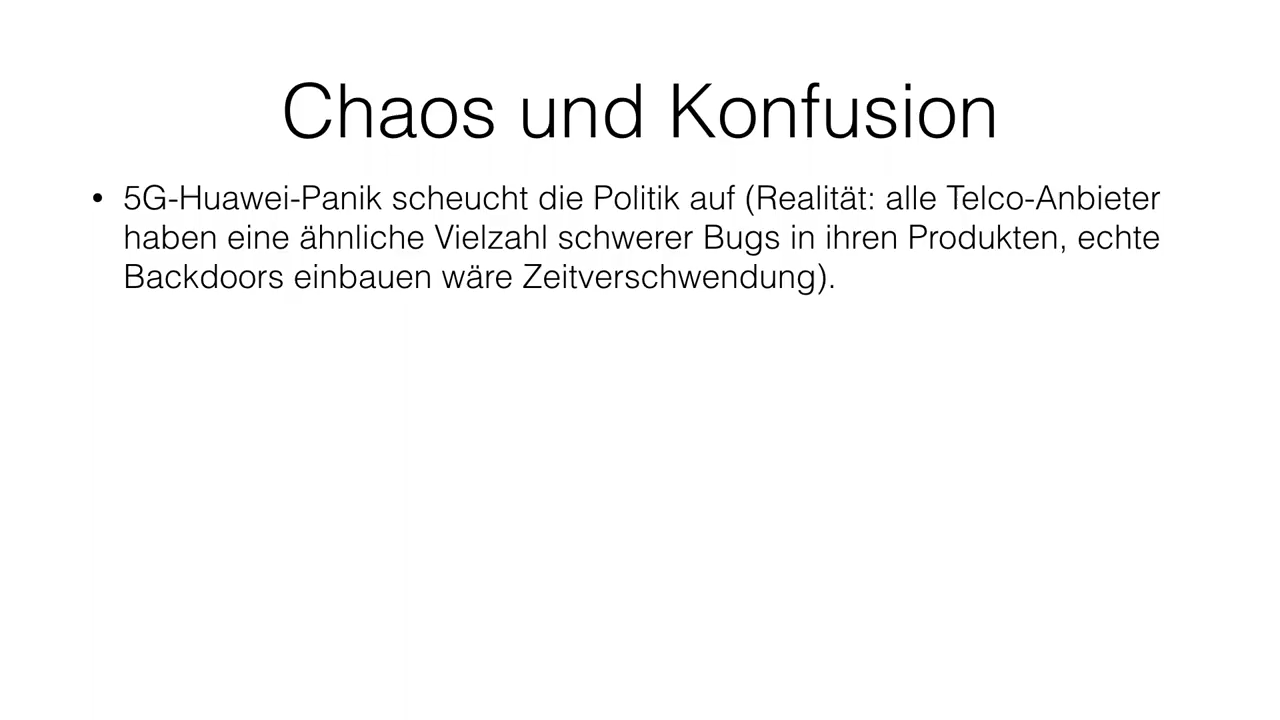 Chaos und Konfusion
• 5G-Huawei-Panik scheucht die Politik auf (Realität: alle Telco-Anbieter
haben eine ähnliche Vielzahl schwerer Bugs in ihren Produkten, echte
Backdoors einbauen wäre Zeitverschwendung).